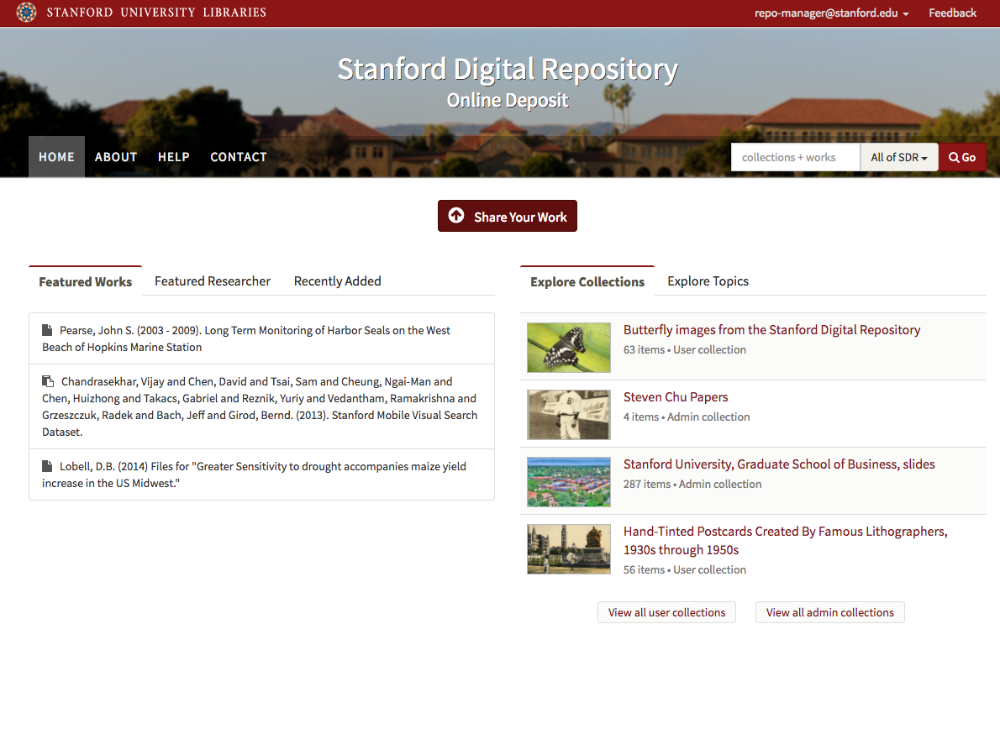 STANFORD UNIVERSITY LIBRARIES
repo-manager@stanford.edu
Feedback
Stanford Digital Repository
Online Deposit
HOME
ABOUT
HELP
CONTACT
collections + works
All of SDR
Go
Share Your Work
Featured Works
Featured Researcher
Recently Added
Pearse, John S. (2003 - 2009). Long Term Monitoring of Harbor Seals on the West
Beach of Hopkins Marine Station
Chandrasekhar, Vijay and Chen, David and Tsai, Sam and Cheung, Ngai-Man and
Chen, Huizhong and Takacs, Gabriel and Reznik, Yuriy and Vedantham, Ramakrishna and
Grzeszczuk, Radek and Bach, Jeff and Girod, Bernd. (2013). Stanford Mobile Visual Search
Dataset.
Lobell, D.B. (2014) Files for "Greater Sensitivity to drought accompanies maize yield
increase in the US Midwest."
Explore Collections
Explore Topics
Butterfly images from the Stanford Digital Repository
63 items • User collection
Steven Chu Papers
4 items • Admin collection
Stanford University, Graduate School of Business, slides
287 items • Admin collection
Hand-Tinted Postcards Created By Famous Lithographers,
1930s through 1950s
56 items • User collection
View all user collections
View all admin collections